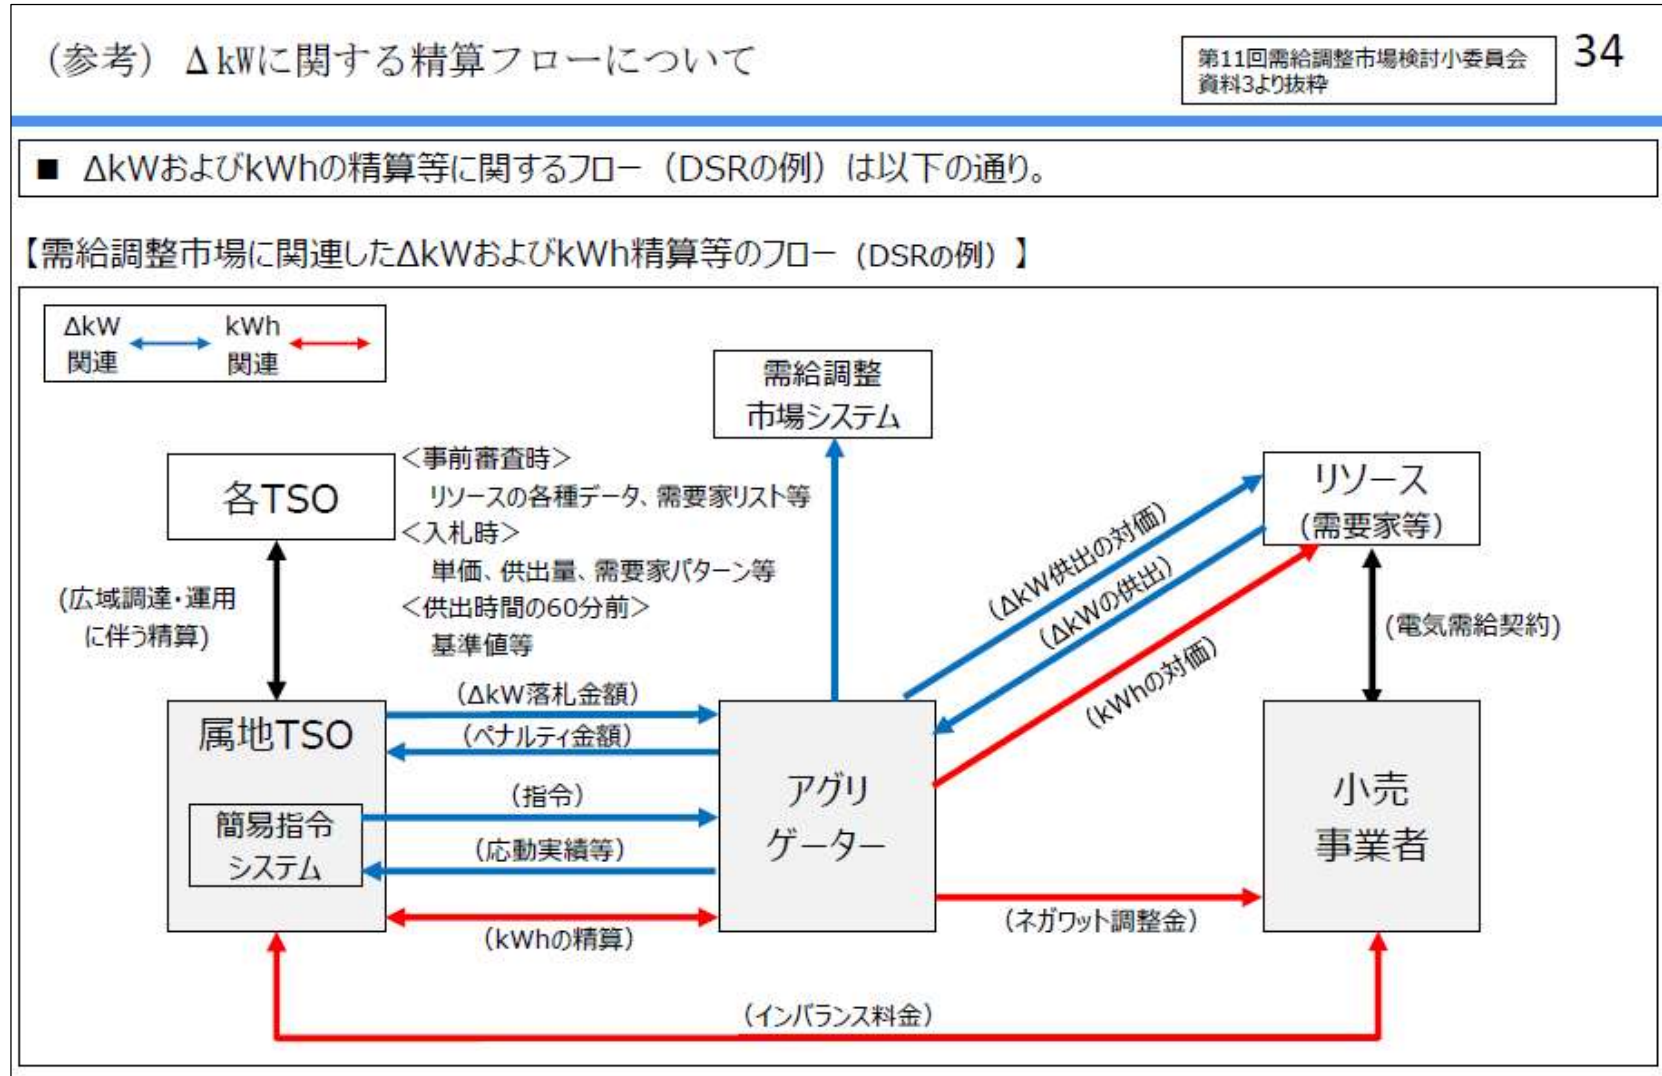 (参考) ΔkWに関する精算フローについて
第11回需給調整市場検討小委員会
資料3より抜粋
34
■ ΔkWおよびkWhの精算等に関するフロー（DSRの例）は以下の通り。
【需給調整市場に関連したΔkWおよびkWh精算等のフロー (DSRの例) 】
ΔkW
関連
kWh
関連
需給調整
市場システム
各TSO
＜事前審査時＞
リソースの各種データ、需要家リスト等
＜入札時＞
単価、供出量、需要家パターン等
＜供出時間の60分前＞
基準値等
リソース
(需要家等)
(広域調達・運用
に伴う精算)
(ΔkW供出の対価)
(ΔkWの供出)
(kWhの対価)
(電気需給契約)
属地TSO
簡易指令
システム
(ΔkW落札金額)
(ペナルティ金額)
(指令)
(応動実績等)
(kWhの精算)
アグリ
ゲーター
(ネガワット調整金)
小売
事業者
(インバランス料金)